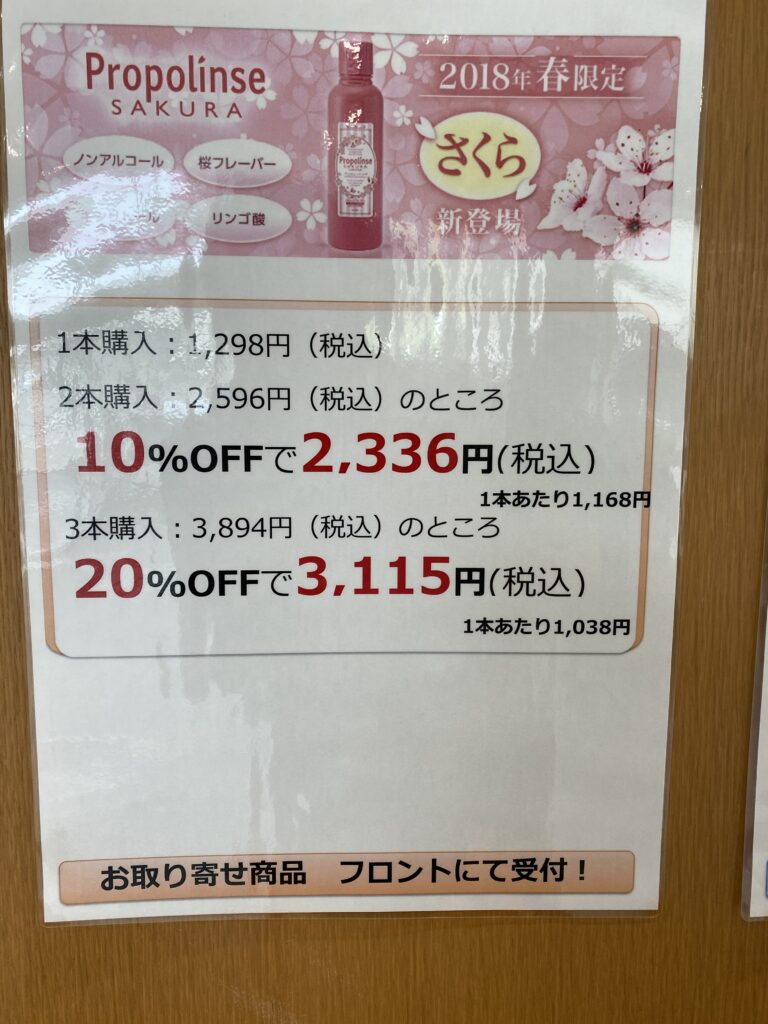 Propolinse
SAKURA
ノンアルコール
桜フレーバー
リンゴ酸
Propolinse
SAKURA
2018年 春限定
さくら
新登場
1本購入：1,298円（税込）
2本購入：2,596円（税込）のところ
10%OFFで2,336円(税込)
1本あたり1,168円
3本購入：3,894円（税込）のところ
20%OFFで3,115円(税込)
1本あたり1,038円
お取り寄せ商品　フロントにて受付！